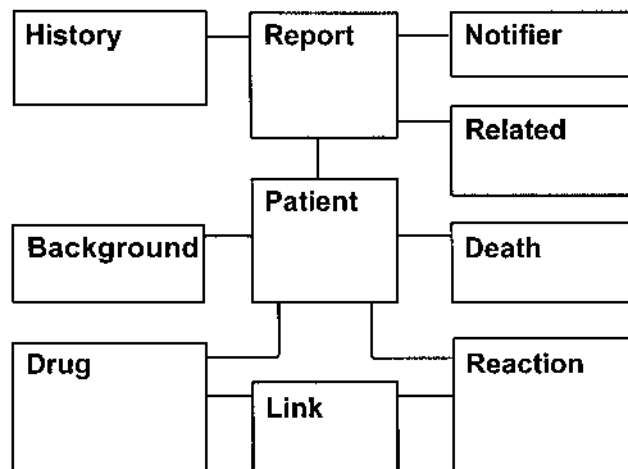 History
Report
Notifier
Related
Patient
Background
Death
Drug
Reaction
Link